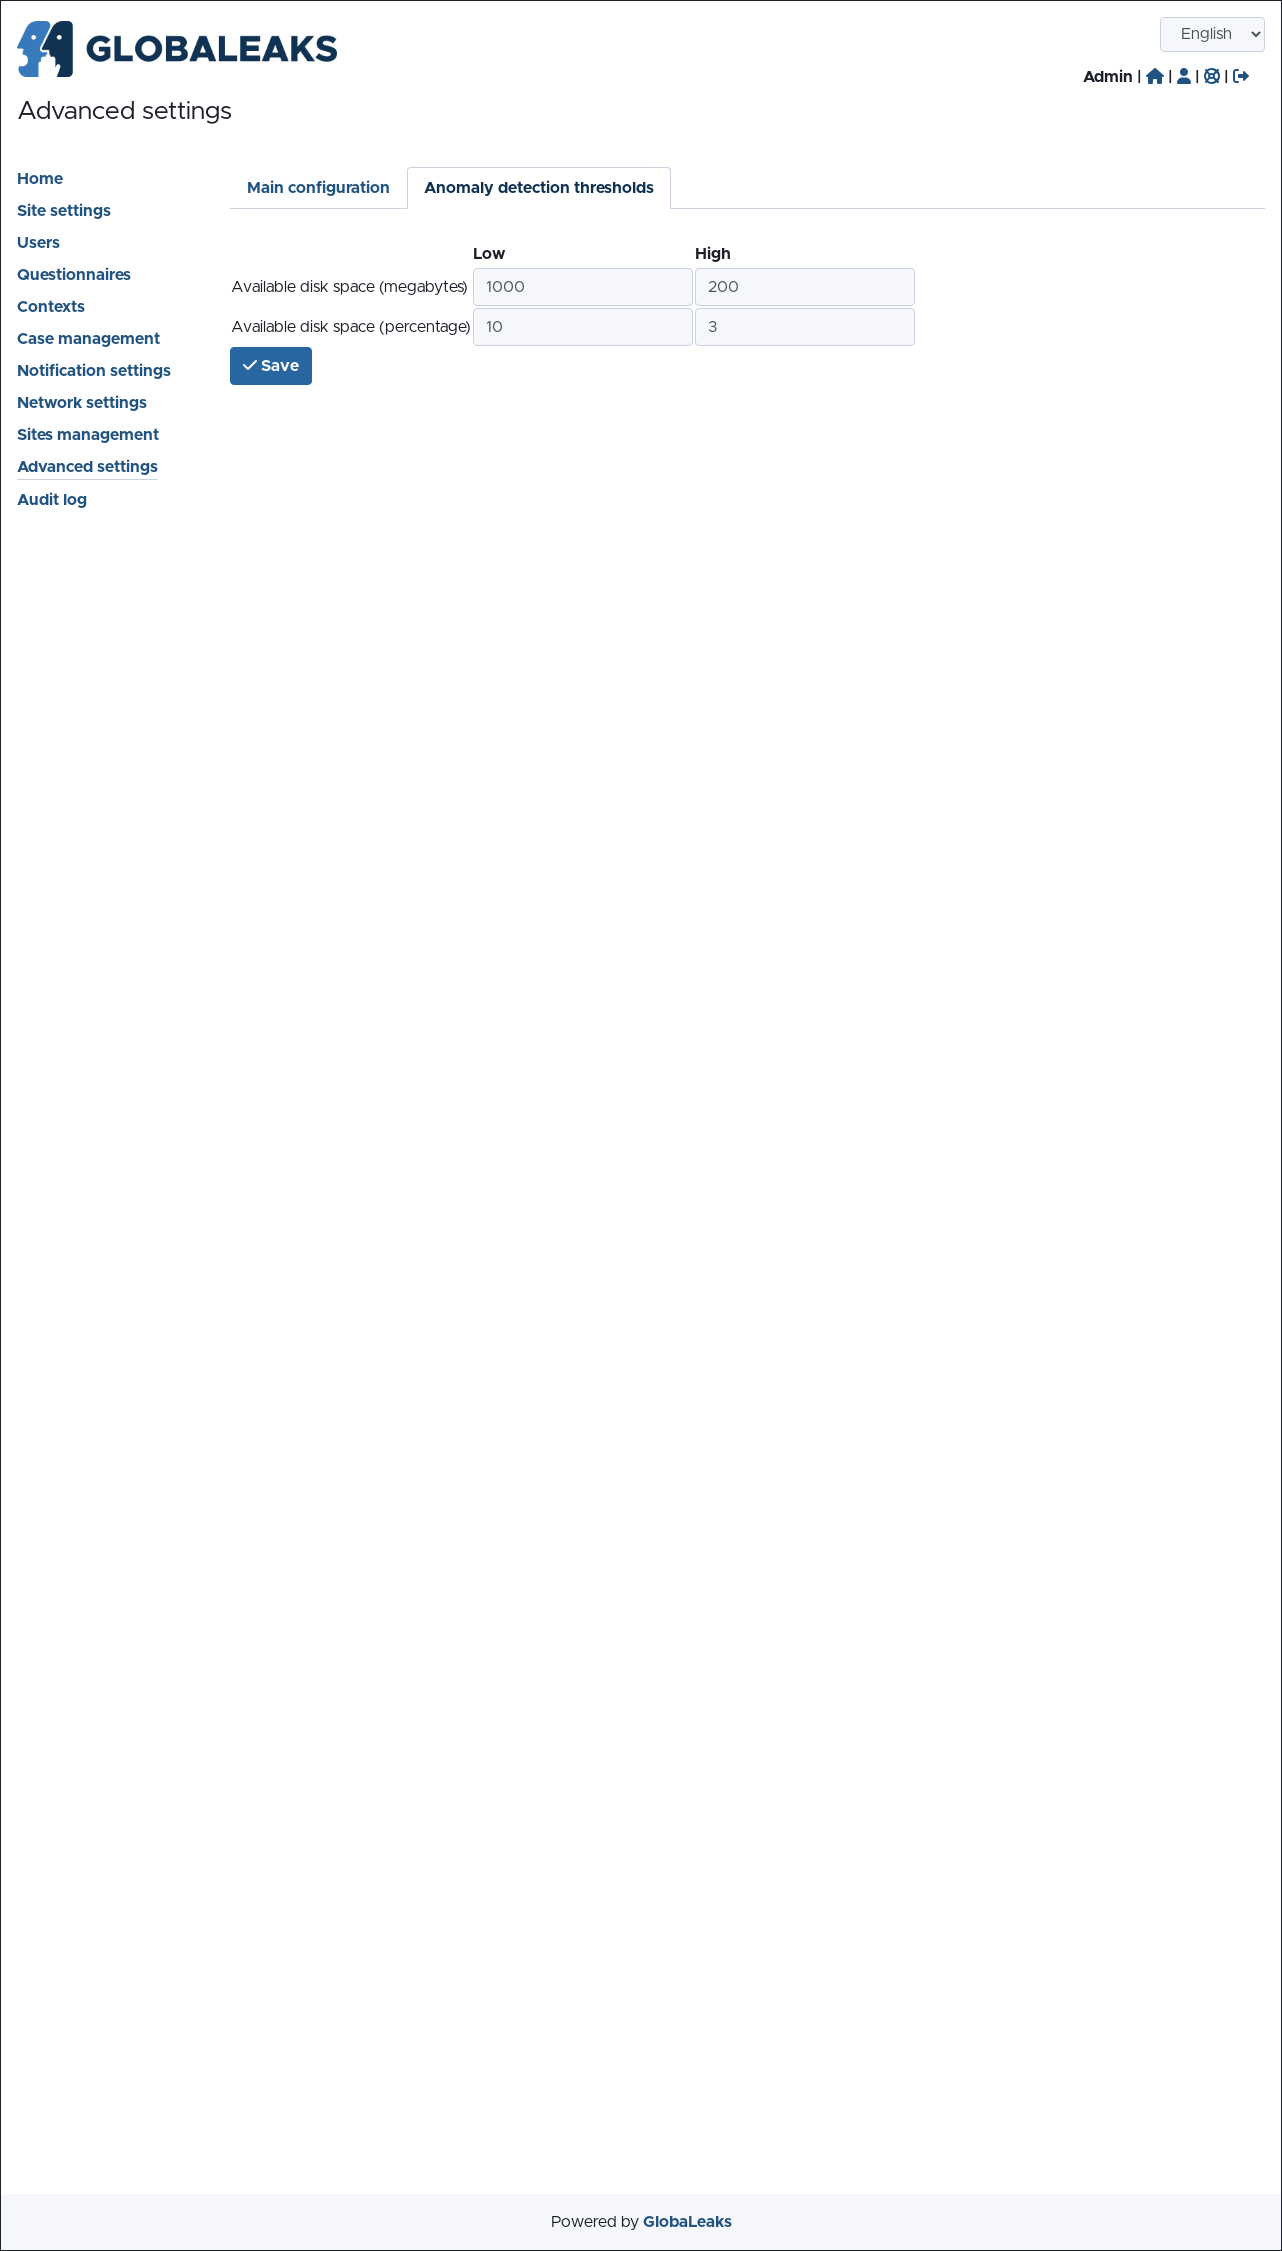 GLOBALEAKS
English
Admin | | | |
Advanced settings
Home
Site settings
Users
Questionnaires
Contexts
Case management
Notification settings
Network settings
Sites management
Advanced settings
Audit log
Main configuration
Anomaly detection thresholds
Low High
Available disk space (megabytes) 1000 200
Available disk space (percentage) 10 3
Save
Powered by GlobaLeaks